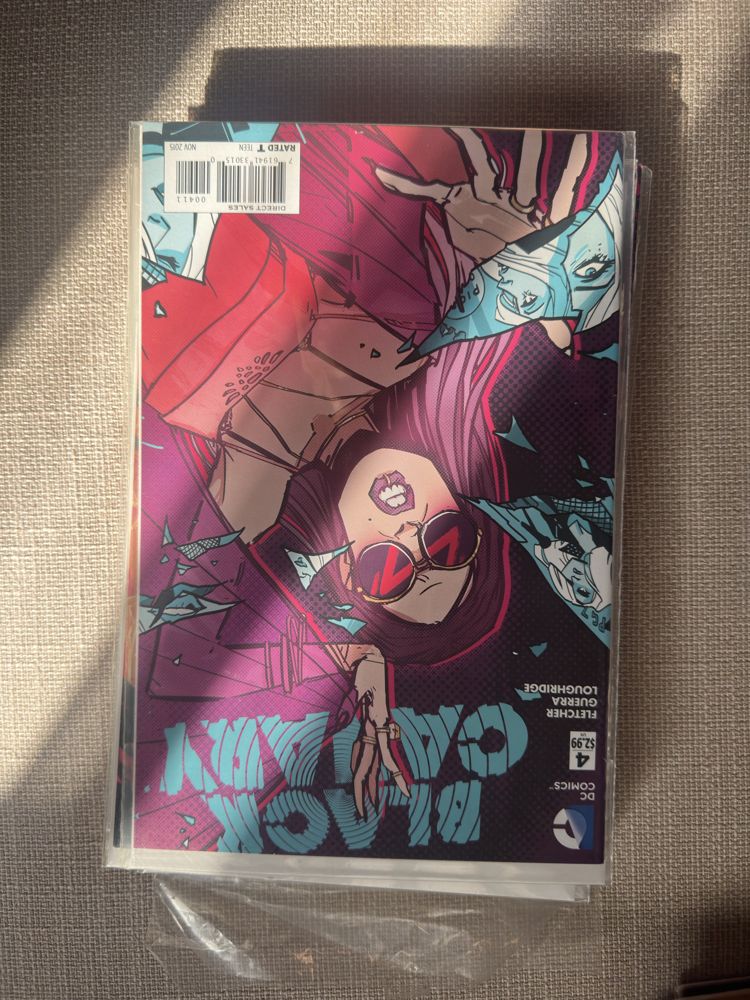 DC
COMICS™
$2.99
US
4
FLETCHER
GUERRA
LOUGHRIDGE
BLACK
CANARY
DIRECT SALES
7 61941 33015 0
00411
RATED T TEEN
NOV 2015